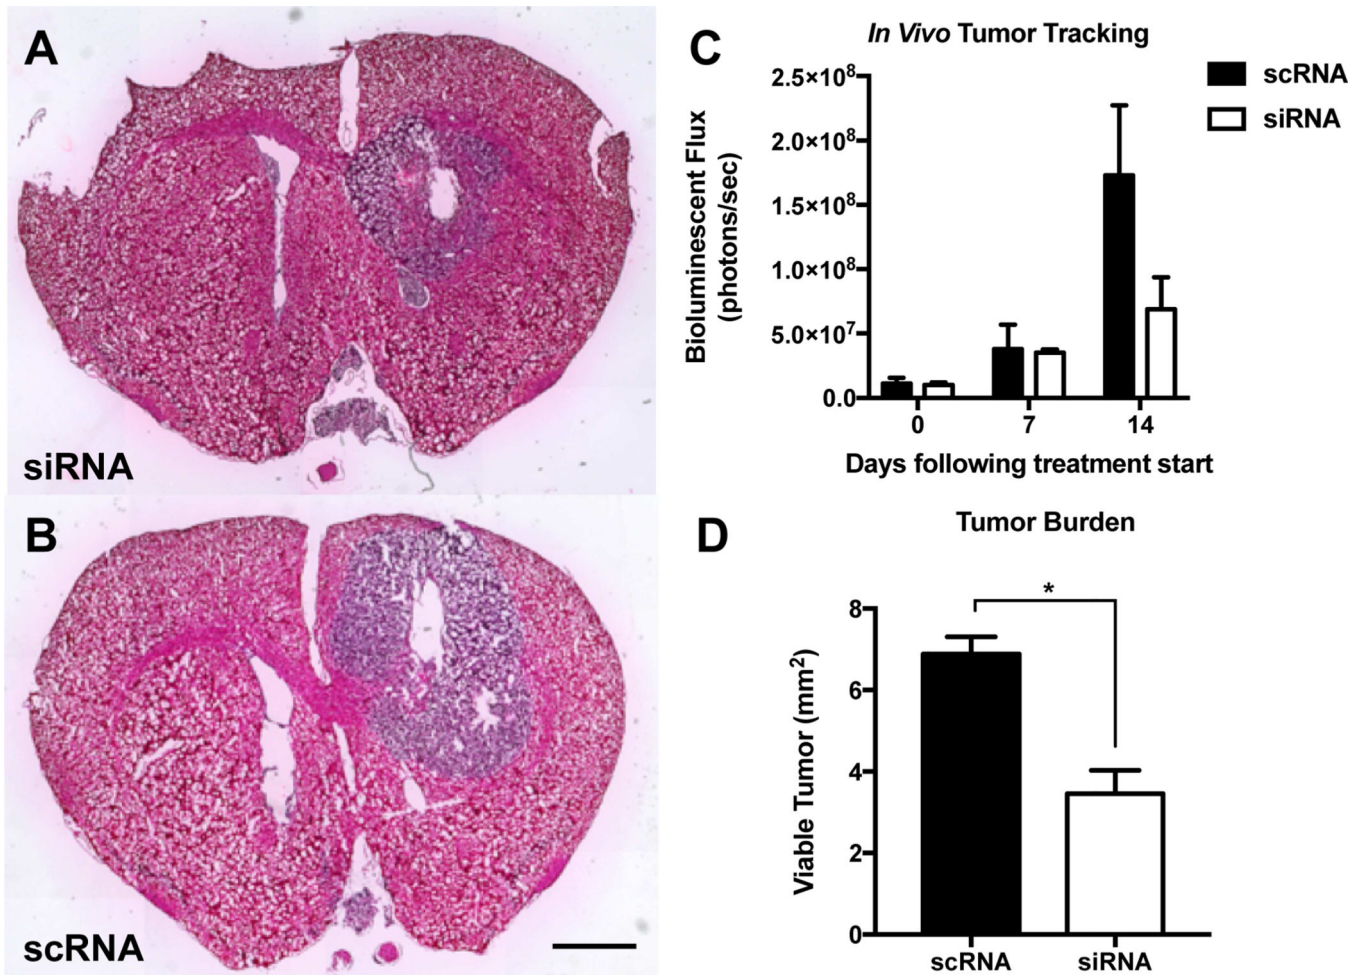 A
siRNA
B
scRNA
C
In Vivo Tumor Tracking
scRNA
siRNA
Bioluminescent Flux
(photons/sec)
2.5×10⁸
2.0×10⁸
1.5×10⁸
1.0×10⁸
5.0×10⁷
0.0
0 7 14
Days following treatment start
D
Tumor Burden
*
Viable Tumor (mm²)
8
6
4
2
0
scRNA siRNA